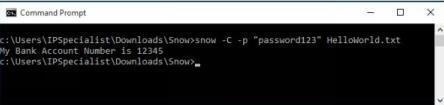 Command Prompt
c:\Users\IPSpecialist\Downloads\Snow>snow -C -p "password123" HelloWorld.txt
My Bank Account Number is 12345
c:\Users\IPSpecialist\Downloads\Snow>